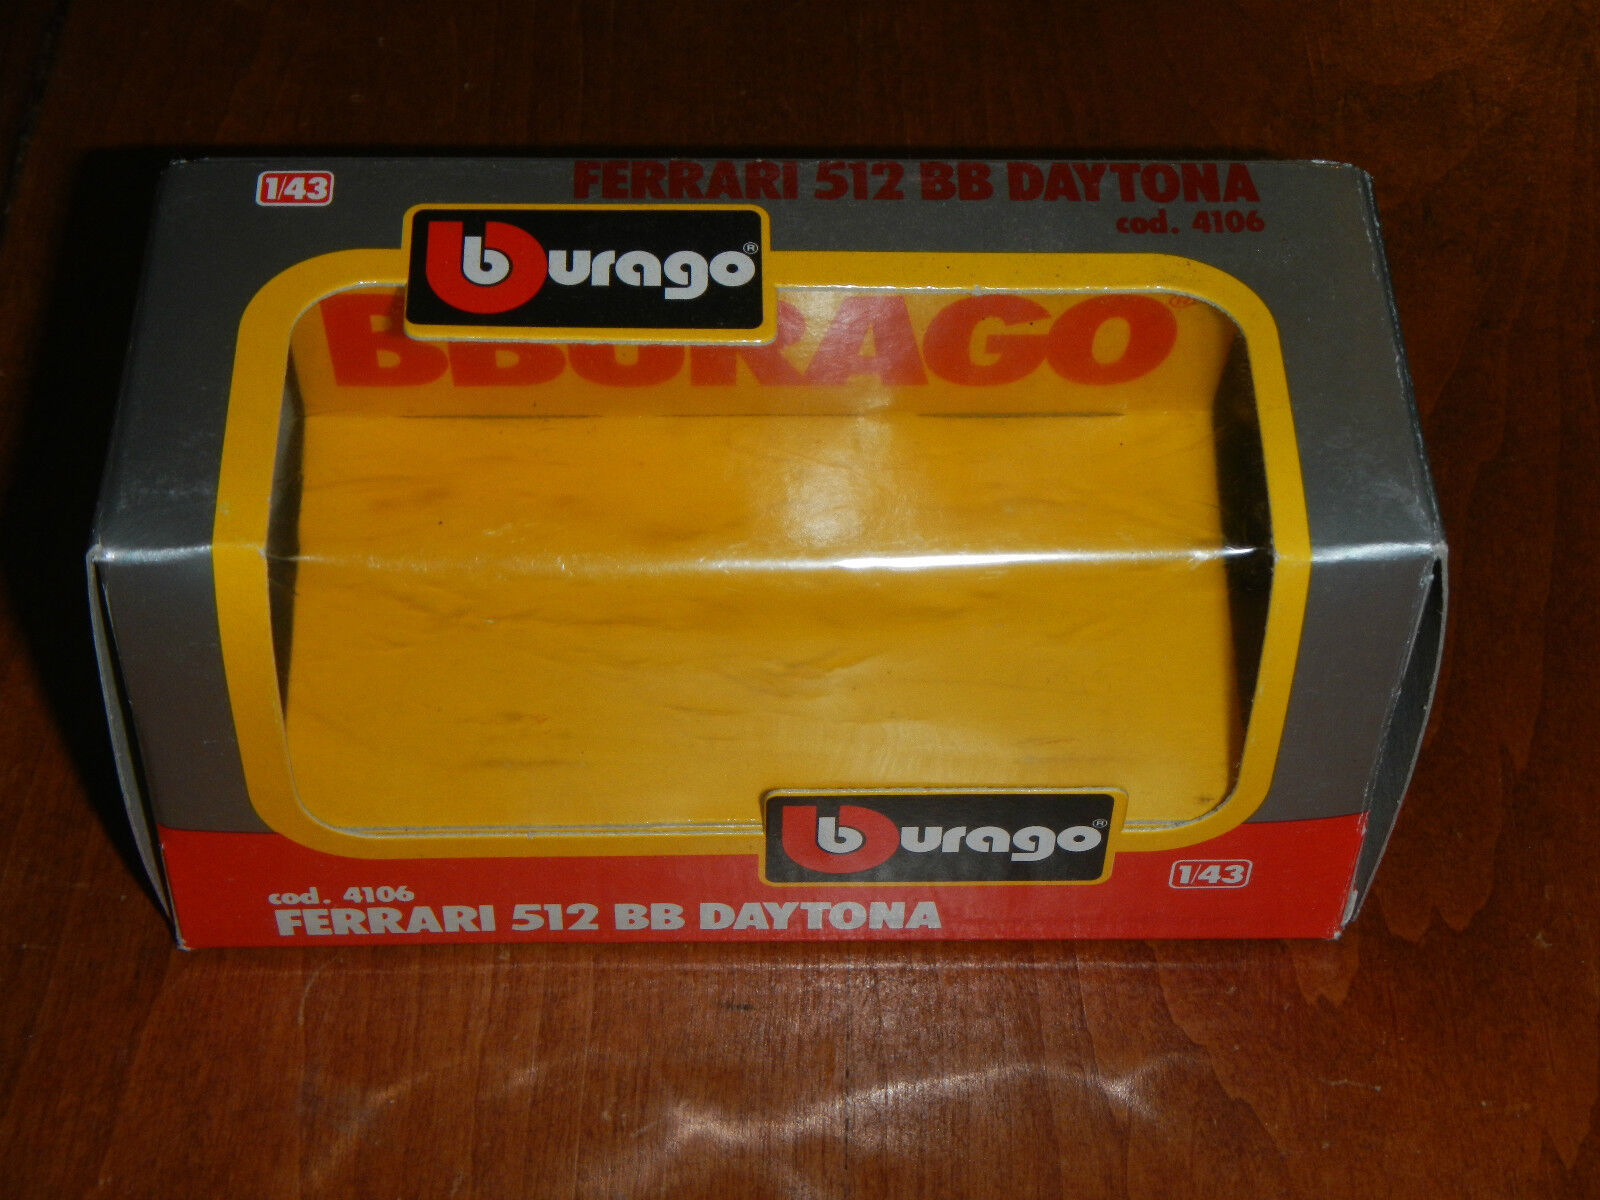 1/43
FERRARI 512 BB DAYTONA
cod. 4106
burago®
BBURAGO
burago®
1/43
cod. 4106
FERRARI 512 BB DAYTONA